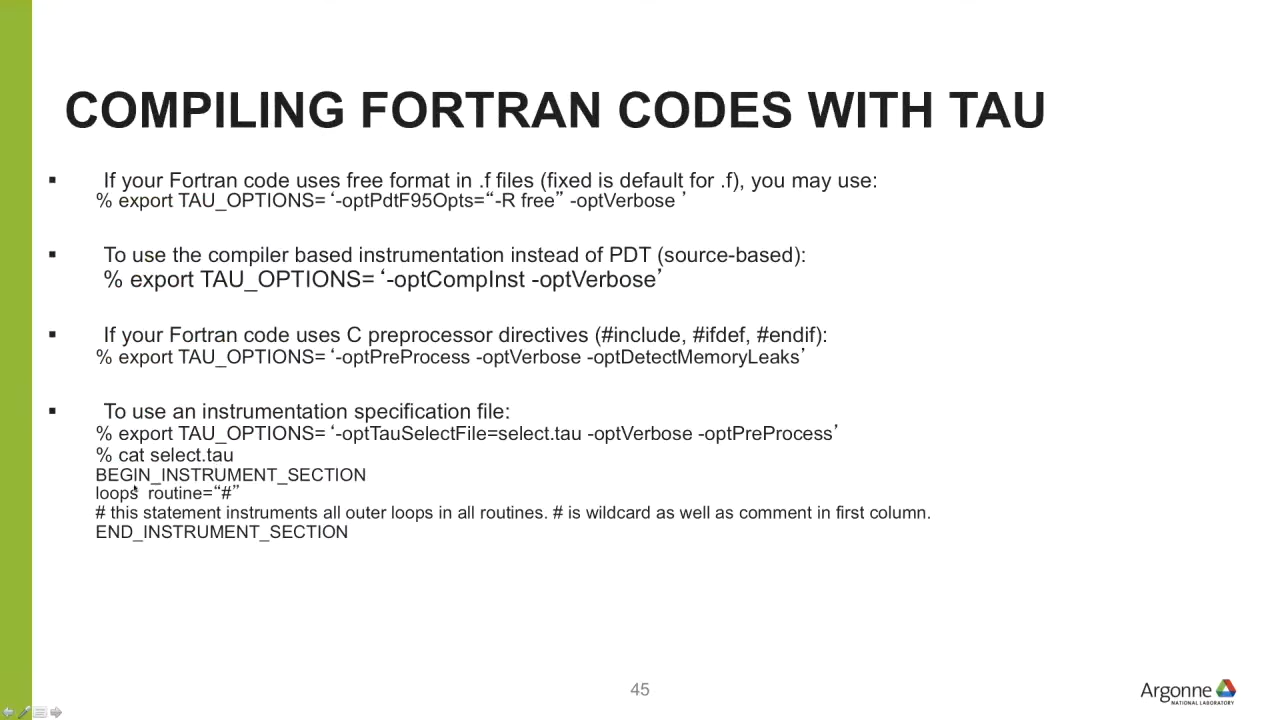 COMPILING FORTRAN CODES WITH TAU
▪ If your Fortran code uses free format in .f files (fixed is default for .f), you may use:
% export TAU_OPTIONS= ‘-optPdtF95Opts=“-R free” -optVerbose ’
▪ To use the compiler based instrumentation instead of PDT (source-based):
% export TAU_OPTIONS= ‘-optCompInst -optVerbose’
▪ If your Fortran code uses C preprocessor directives (#include, #ifdef, #endif):
% export TAU_OPTIONS= ‘-optPreProcess -optVerbose -optDetectMemoryLeaks’
▪ To use an instrumentation specification file:
% export TAU_OPTIONS= ‘-optTauSelectFile=select.tau -optVerbose -optPreProcess’
% cat select.tau
BEGIN_INSTRUMENT_SECTION
loops routine=“#”
# this statement instruments all outer loops in all routines. # is wildcard as well as comment in first column.
END_INSTRUMENT_SECTION
45
Argonne
NATIONAL LABORATORY